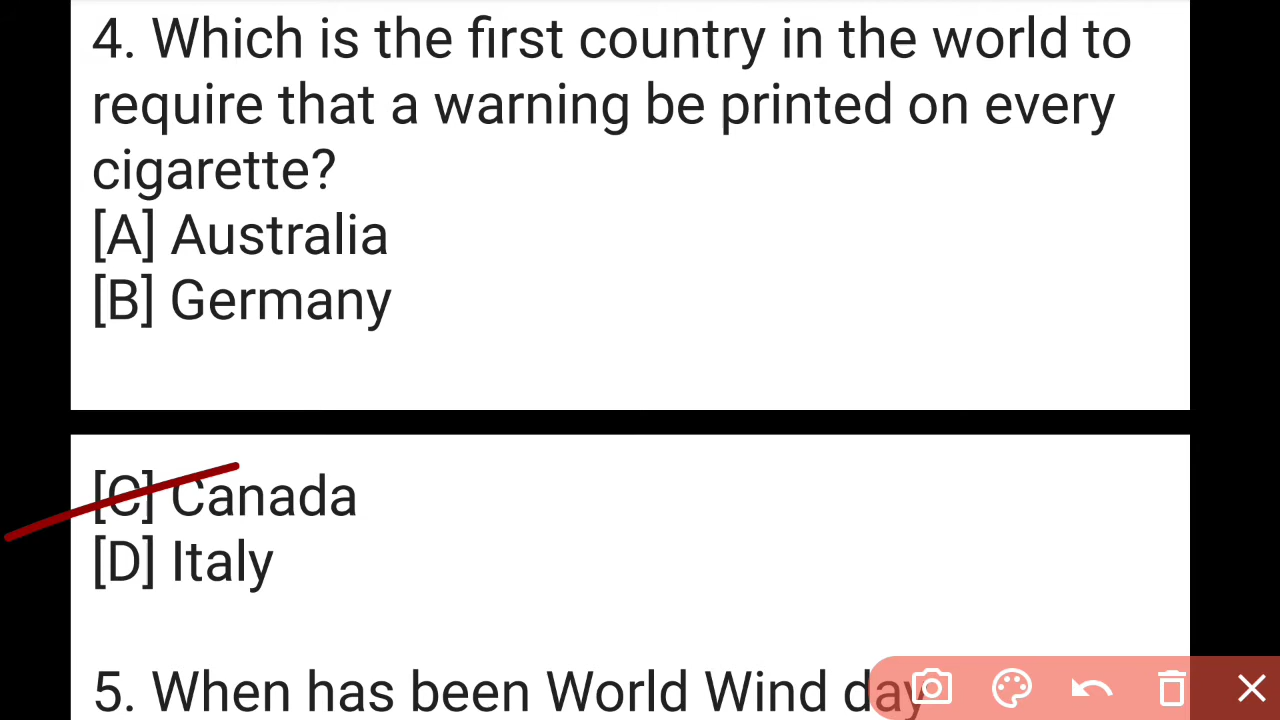 4. Which is the first country in the world to
require that a warning be printed on every
cigarette?
[A] Australia
[B] Germany
[C] Canada
[D] Italy
5. When has been World Wind day